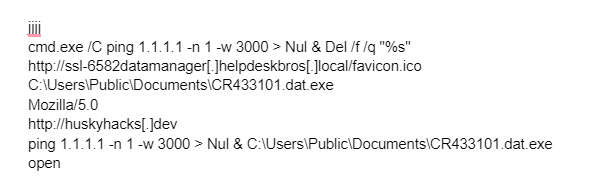 jjjj
cmd.exe /C ping 1.1.1.1 -n 1 -w 3000 > Nul & Del /f /q "%s"
http://ssl-6582datamanager[.]helpdeskbros[.]local/favicon.ico
C:\Users\Public\Documents\CR433101.dat.exe
Mozilla/5.0
http://huskyhacks[.]dev
ping 1.1.1.1 -n 1 -w 3000 > Nul & C:\Users\Public\Documents\CR433101.dat.exe
open